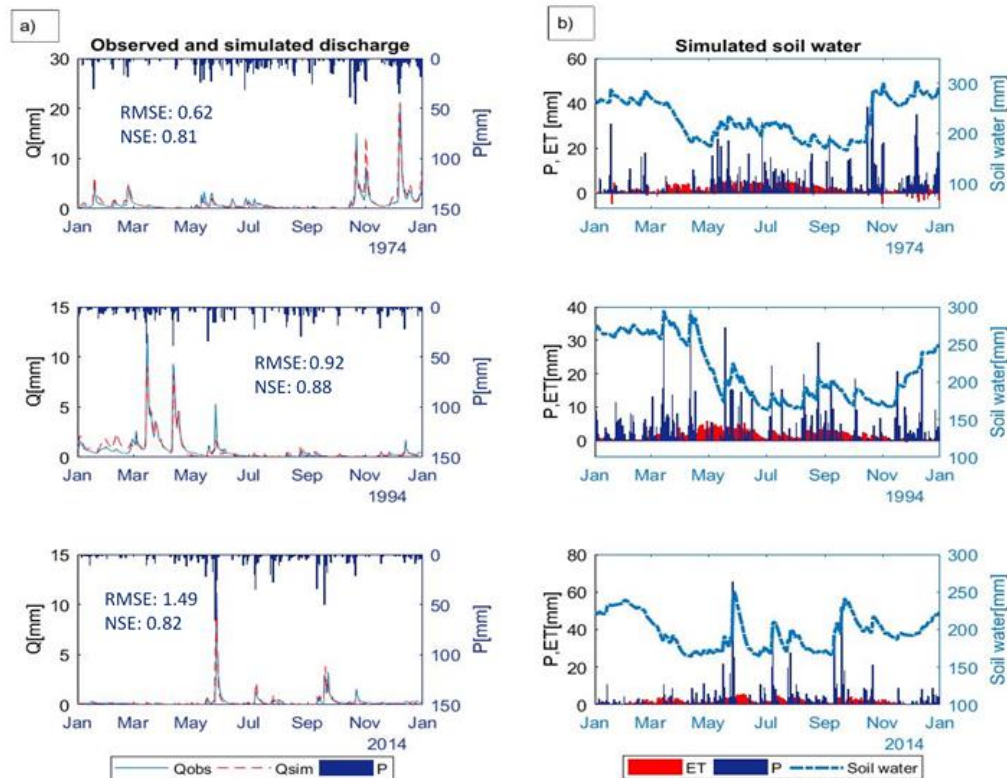 a)
Observed and simulated discharge
Q[mm]
30
20
10
0
RMSE: 0.62
NSE: 0.81
P[mm]
0
50
100
150
Jan Mar May Jul Sep Nov Jan
1974
b)
Simulated soil water
P, ET [mm]
60
40
20
0
Soil water [mm]
300
200
100
Jan Mar May Jul Sep Nov Jan
1974
Q[mm]
15
10
5
0
RMSE:0.92
NSE: 0.88
P[mm]
0
50
100
150
Jan Mar May Jul Sep Nov Jan
1994
P,ET[mm]
40
30
20
10
0
Soil water[mm]
300
250
200
150
100
Jan Mar May Jul Sep Nov Jan
1994
Q[mm]
15
10
5
0
RMSE: 1.49
NSE: 0.82
P[mm]
0
50
100
150
Jan Mar May Jul Sep Nov Jan
2014
P,ET[mm]
80
60
40
20
0
Soil water[mm]
300
250
200
150
100
Jan Mar May Jul Sep Nov Jan
2014
Qobs Qsim P
ET P Soil water